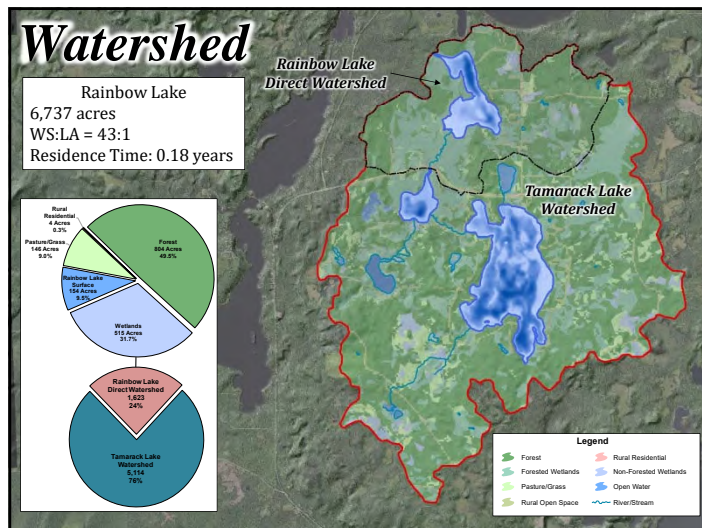 Watershed
Rainbow Lake
6,737 acres
WS:LA = 43:1
Residence Time: 0.18 years
Rainbow Lake
Direct Watershed
Tamarack Lake
Watershed
Rural
Residential
4 Acres
0.3%
Forest
804 Acres
49.5%
Pasture/Grass
146 Acres
9.0%
Rainbow Lake
Surface
154 Acres
9.5%
Wetlands
515 Acres
31.7%
Rainbow Lake
Direct Watershed
1,623
24%
Tamarack Lake
Watershed
5,114
76%
Legend
Forest
Forested Wetlands
Pasture/Grass
Rural Open Space
Rural Residential
Non-Forested Wetlands
Open Water
River/Stream